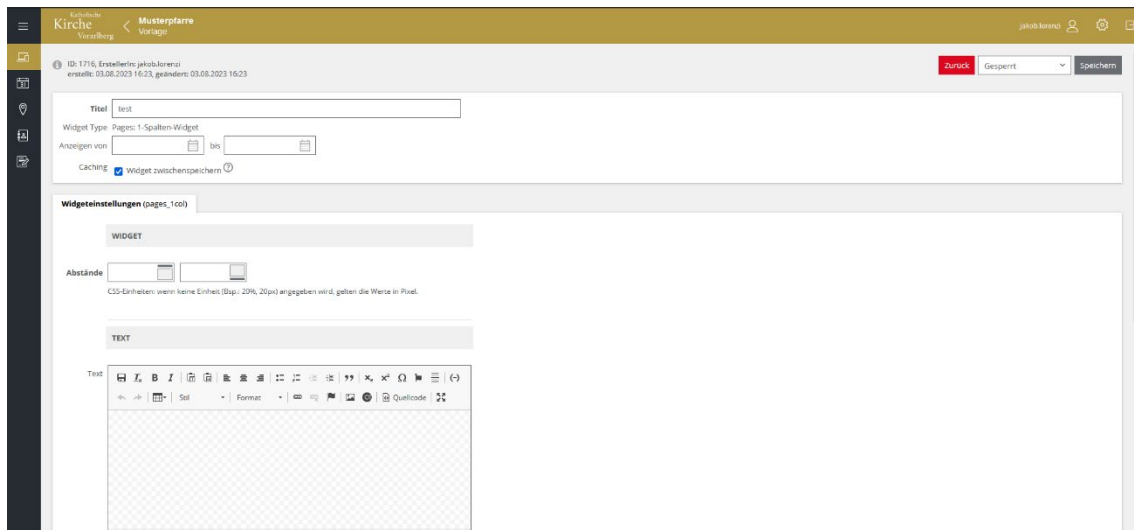 Katholische
Kirche
Vorarlberg
Musterpfarre
Vorlage
jakob.lorenzi
ID: 1716, ErstellerIn: jakob.lorenzi
erstellt: 03.08.2023 16:23, geändert: 03.08.2023 16:23
Zurück
Gesperrt
Speichern
Titel test
Widget Type Pages: 1-Spalten-Widget
Anzeigen von bis
Caching Widget zwischenspeichern ?
Widgeteinstellungen (pages_1col)
WIDGET
Abstände
CSS-Einheiten: wenn keine Einheit (Bsp.: 20%, 20px) angegeben wird, gelten die Werte in Pixel.
TEXT
Text
Stil Format Quellcode